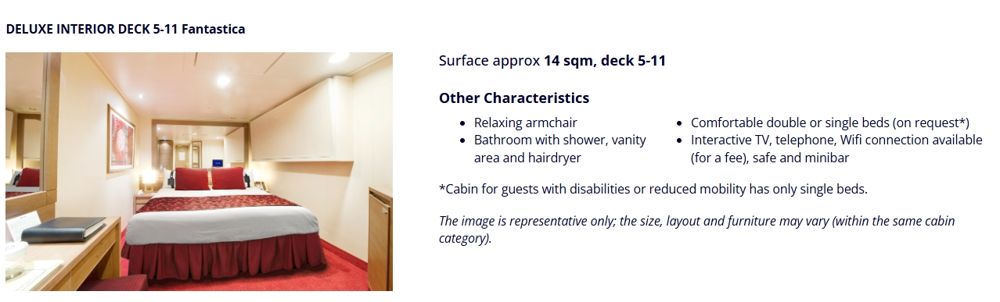 DELUXE INTERIOR DECK 5-11 Fantastica
Surface approx 14 sqm, deck 5-11
Other Characteristics
Relaxing armchair
Bathroom with shower, vanity
area and hairdryer
Comfortable double or single beds (on request*)
Interactive TV, telephone, Wifi connection available
(for a fee), safe and minibar
*Cabin for guests with disabilities or reduced mobility has only single beds.
The image is representative only; the size, layout and furniture may vary (within the same cabin
category).